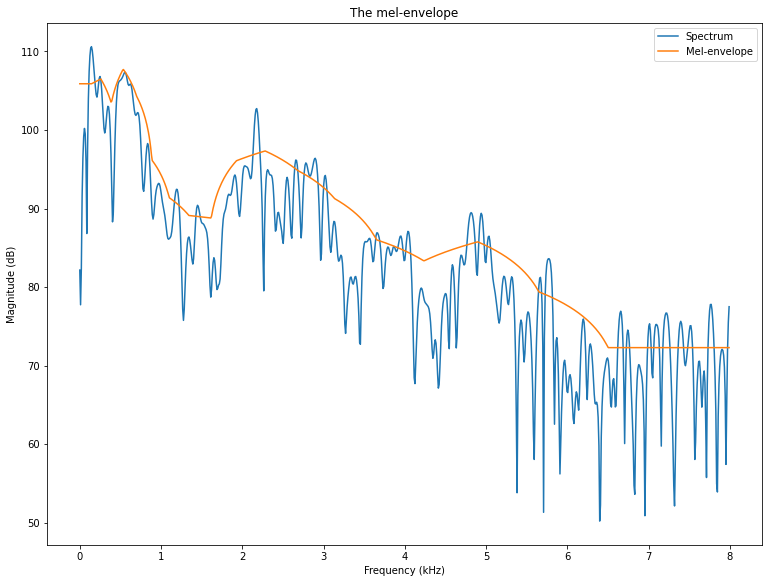 The mel-envelope
Spectrum
Mel-envelope
110
100
90
80
70
60
50
Magnitude (dB)
0 1 2 3 4 5 6 7 8
Frequency (kHz)